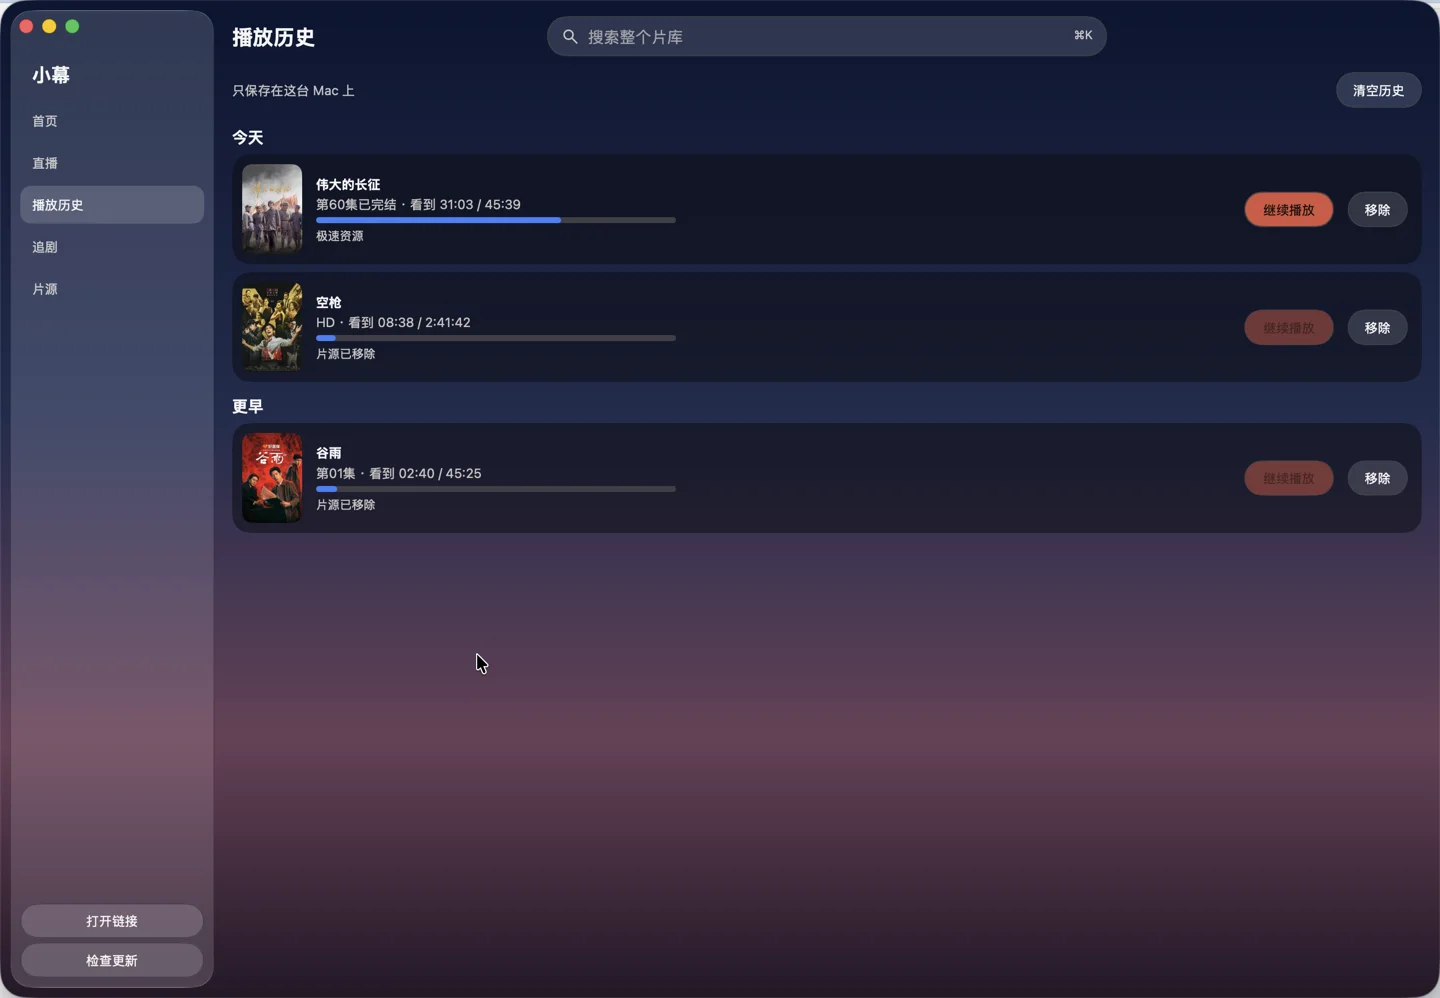 小幕
首页
直播
播放历史
追剧
片源
打开链接
检查更新
播放历史
搜索整个片库
⌘K
只保存在这台 Mac 上
清空历史
今天
伟大的长征
第60集已完结 · 看到 31:03 / 45:39
极速资源
继续播放
移除
空枪
HD · 看到 08:38 / 2:41:42
片源已移除
继续播放
移除
更早
谷雨
谷雨
第01集 · 看到 02:40 / 45:25
片源已移除
继续播放
移除